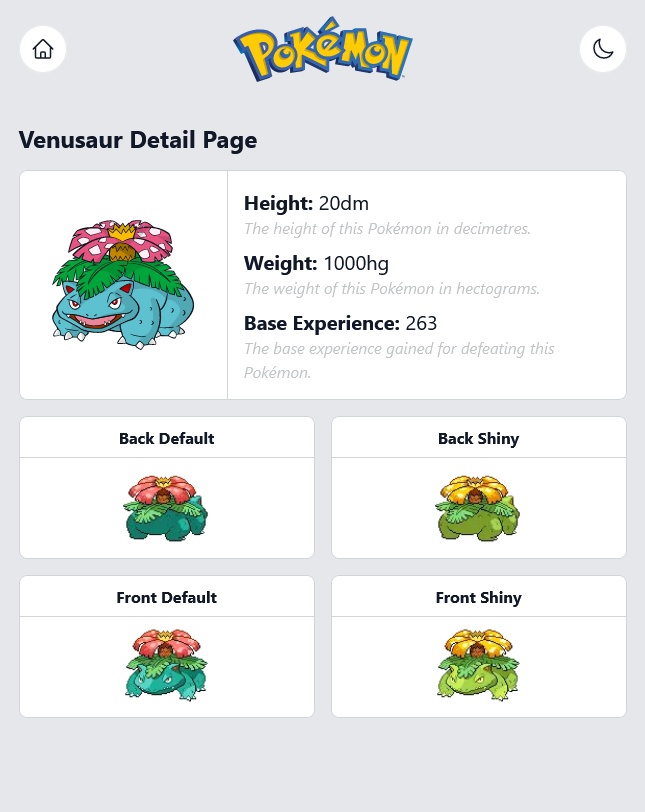 POKéMON
Venusaur Detail Page
Height: 20dm
The height of this Pokémon in decimetres.
Weight: 1000hg
The weight of this Pokémon in hectograms.
Base Experience: 263
The base experience gained for defeating this
Pokémon.
Back Default
Back Shiny
Front Default
Front Shiny